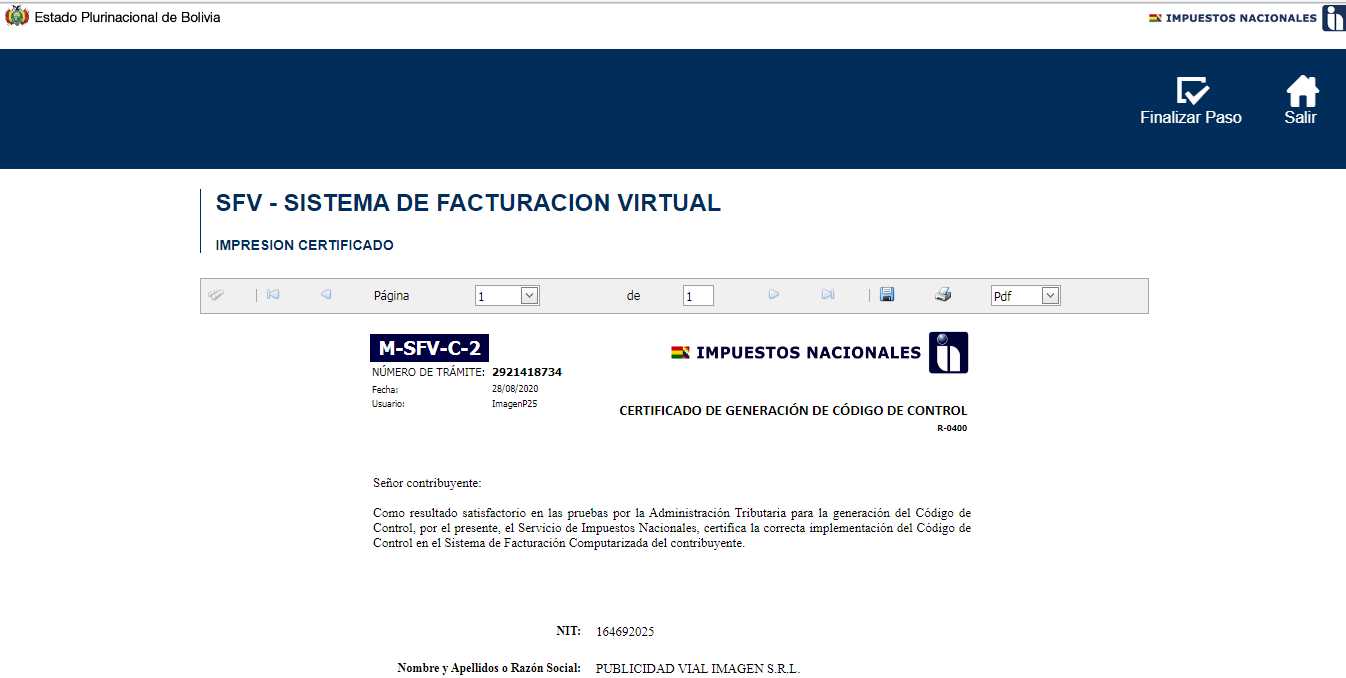 Estado Plurinacional de Bolivia
IMPUESTOS NACIONALES
Finalizar Paso
Salir
SFV - SISTEMA DE FACTURACION VIRTUAL
IMPRESION CERTIFICADO
Página 1 de 1 Pdf
M-SFV-C-2
IMPUESTOS NACIONALES
NÚMERO DE TRÁMITE: 2921418734
Fecha: 28/08/2020
Usuario: ImagenP25
CERTIFICADO DE GENERACIÓN DE CÓDIGO DE CONTROL
R-0400
Señor contribuyente:
Como resultado satisfactorio en las pruebas por la Administración Tributaria para la generación del Código de
Control, por el presente, el Servicio de Impuestos Nacionales, certifica la correcta implementación del Código de
Control en el Sistema de Facturación Computarizada del contribuyente.
NIT: 164692025
Nombre y Apellidos o Razón Social: PUBLICIDAD VIAL IMAGEN S.R.L.